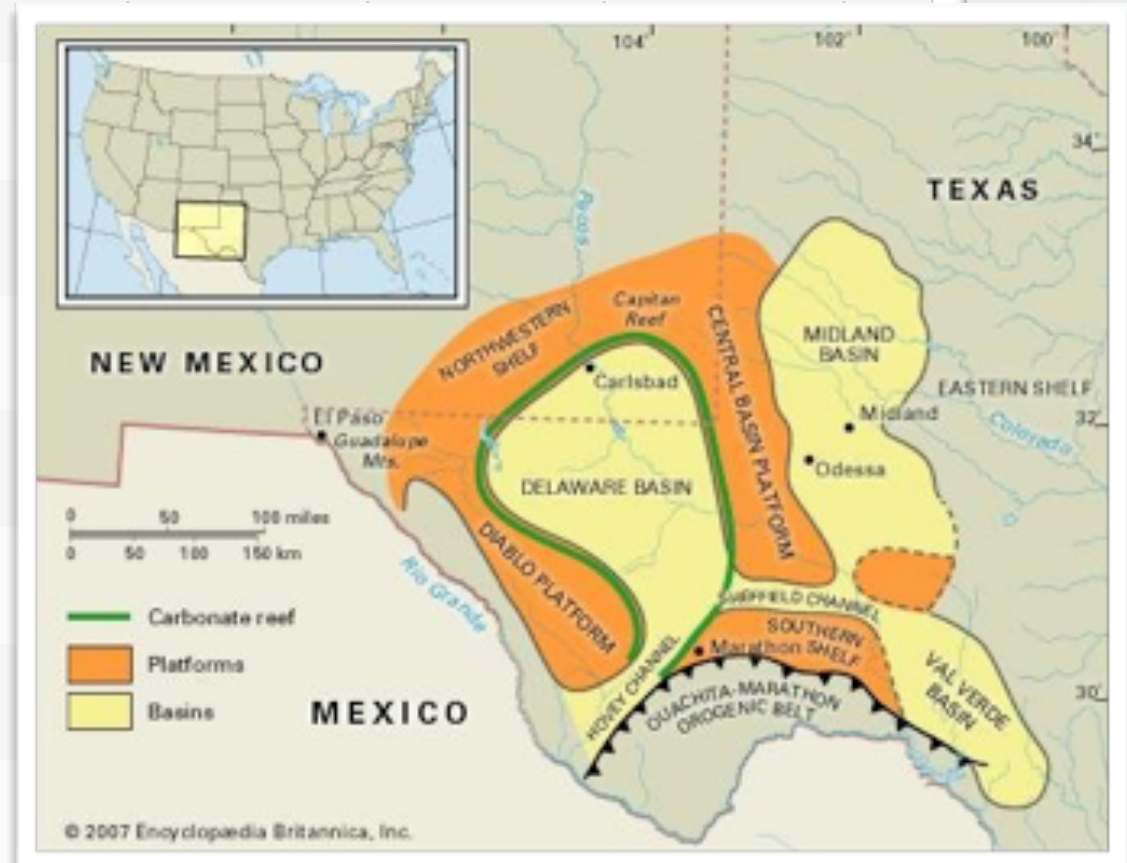 104°
102°
100°
34°
TEXAS
Pecos
NORTHWESTERN
SHELF
Capitan
Reef
CENTRAL BASIN PLATFORM
MIDLAND
BASIN
NEW MEXICO
Carlsbad
EASTERN SHELF
El Paso
Guadalupe
Mts.
Midland
32°
Colorado
Odessa
DELAWARE BASIN
0 50 100 miles
0 50 100 150 km
DIABLO PLATFORM
Rio Grande
SHEFFIELD CHANNEL
Carbonate reef
SOUTHERN
SHELF
Marathon
Platforms
HOVEY CHANNEL
VAL VERDE
BASIN
30°
OUACHITA-MARATHON
OROGENIC BELT
Basins
MEXICO
© 2007 Encyclopædia Britannica, Inc.